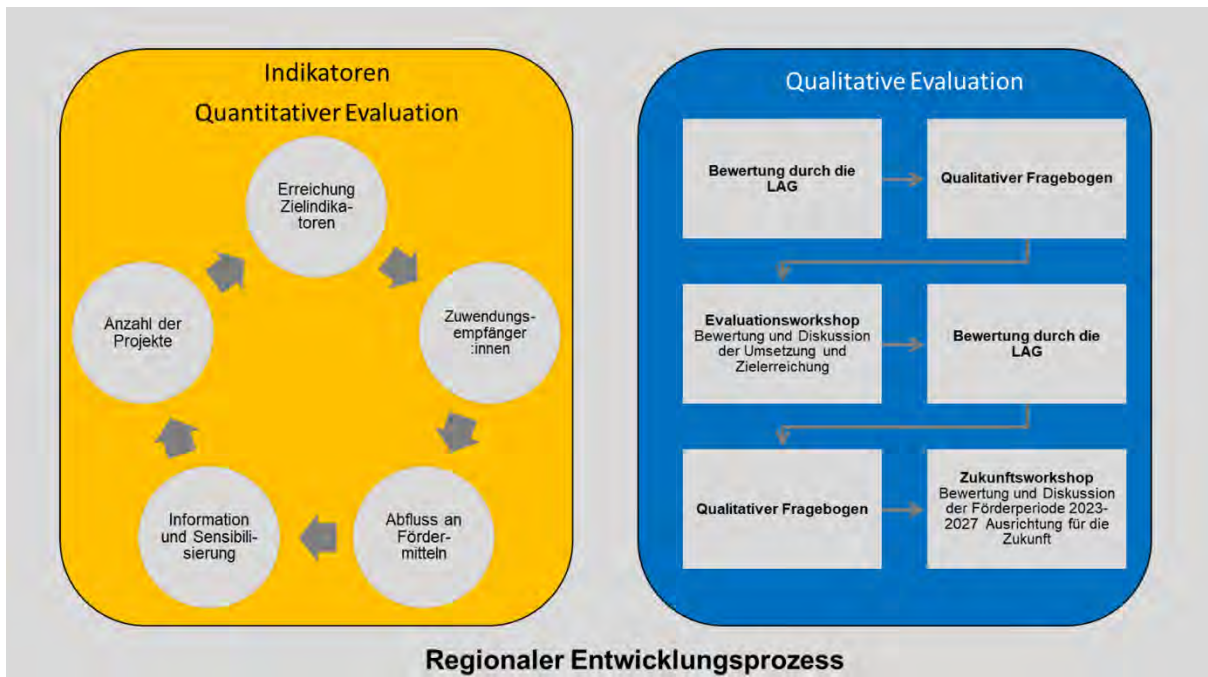 Indikatoren
Quantitativer Evaluation
Erreichung
Zielindika-
toren
Zuwendungs-
empfänger
:innen
Abfluss an
Förder-
mitteln
Information
und Sensibili-
sierung
Anzahl der
Projekte
Qualitative Evaluation
Bewertung durch die
LAG
Qualitativer Fragebogen
Evaluationsworkshop
Bewertung und Diskussion
der Umsetzung und
Zielerreichung
Bewertung durch die
LAG
Qualitativer Fragebogen
Zukunftsworkshop
Bewertung und Diskussion
der Förderperiode 2023-
2027 Ausrichtung für die
Zukunft
Regionaler Entwicklungsprozess